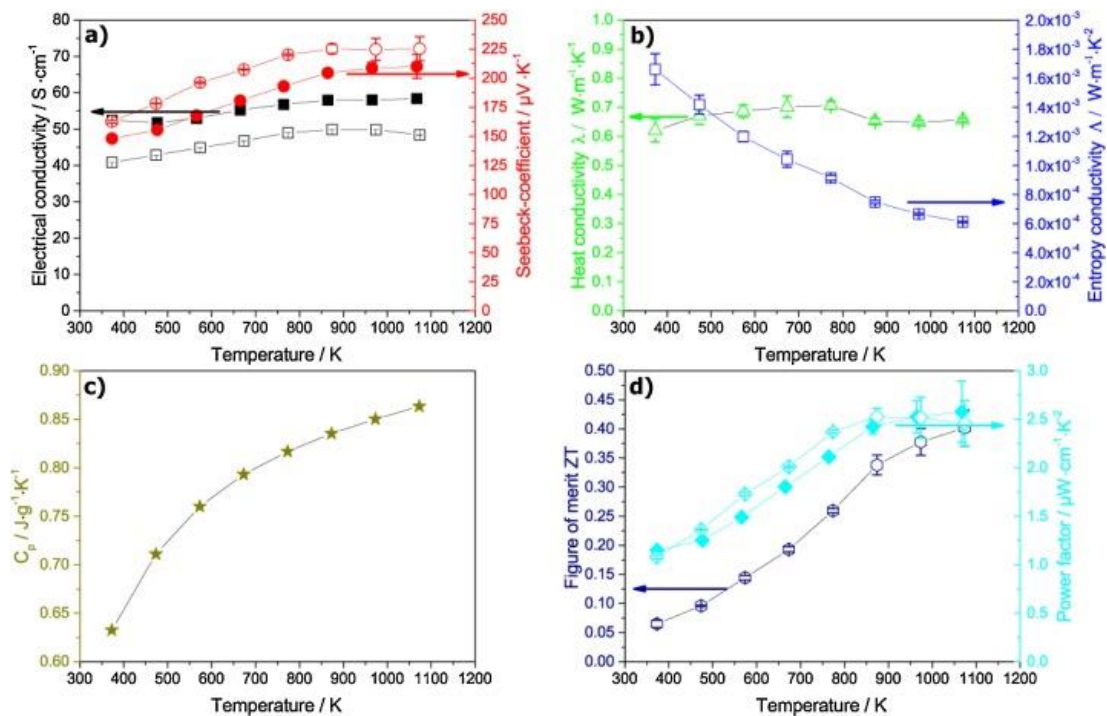 a)
80
70
60
50
40
30
20
10
0
Electrical conductivity / S·cm⁻¹
250
225
200
175
150
125
100
75
50
25
0
Seebeck-coefficient / µV·K⁻¹
300 400 500 600 700 800 900 1000 1100 1200
Temperature / K
b)
1.0
0.9
0.8
0.7
0.6
0.5
0.4
0.3
0.2
0.1
0.0
Heat conductivity λ / W·m⁻¹·K⁻¹
2.0x10⁻³
1.8x10⁻³
1.6x10⁻³
1.4x10⁻³
1.2x10⁻³
1.0x10⁻³
8.0x10⁻⁴
6.0x10⁻⁴
4.0x10⁻⁴
2.0x10⁻⁴
0.0
Entropy conductivity Λ / W·m⁻¹·K⁻²
300 400 500 600 700 800 900 1000 1100 1200
Temperature / K
c)
0.90
0.85
0.80
0.75
0.70
0.65
0.60
Cₚ / J·g⁻¹·K⁻¹
300 400 500 600 700 800 900 1000 1100 1200
Temperature / K
d)
0.50
0.45
0.40
0.35
0.30
0.25
0.20
0.15
0.10
0.05
0.00
Figure of merit ZT
3.0
2.5
2.0
1.5
1.0
0.5
0.0
Power factor / µW·cm⁻¹·K⁻²
300 400 500 600 700 800 900 1000 1100 1200
Temperature / K